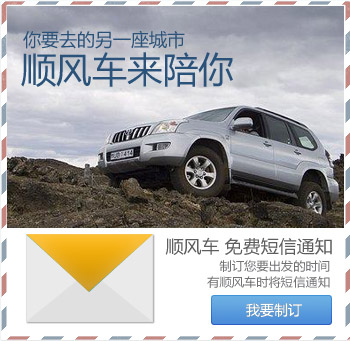 你要去的另一座城市
顺风车来陪你
顺风车 免费短信通知
制订您要出发的时间
有顺风车时将短信通知
我要制订